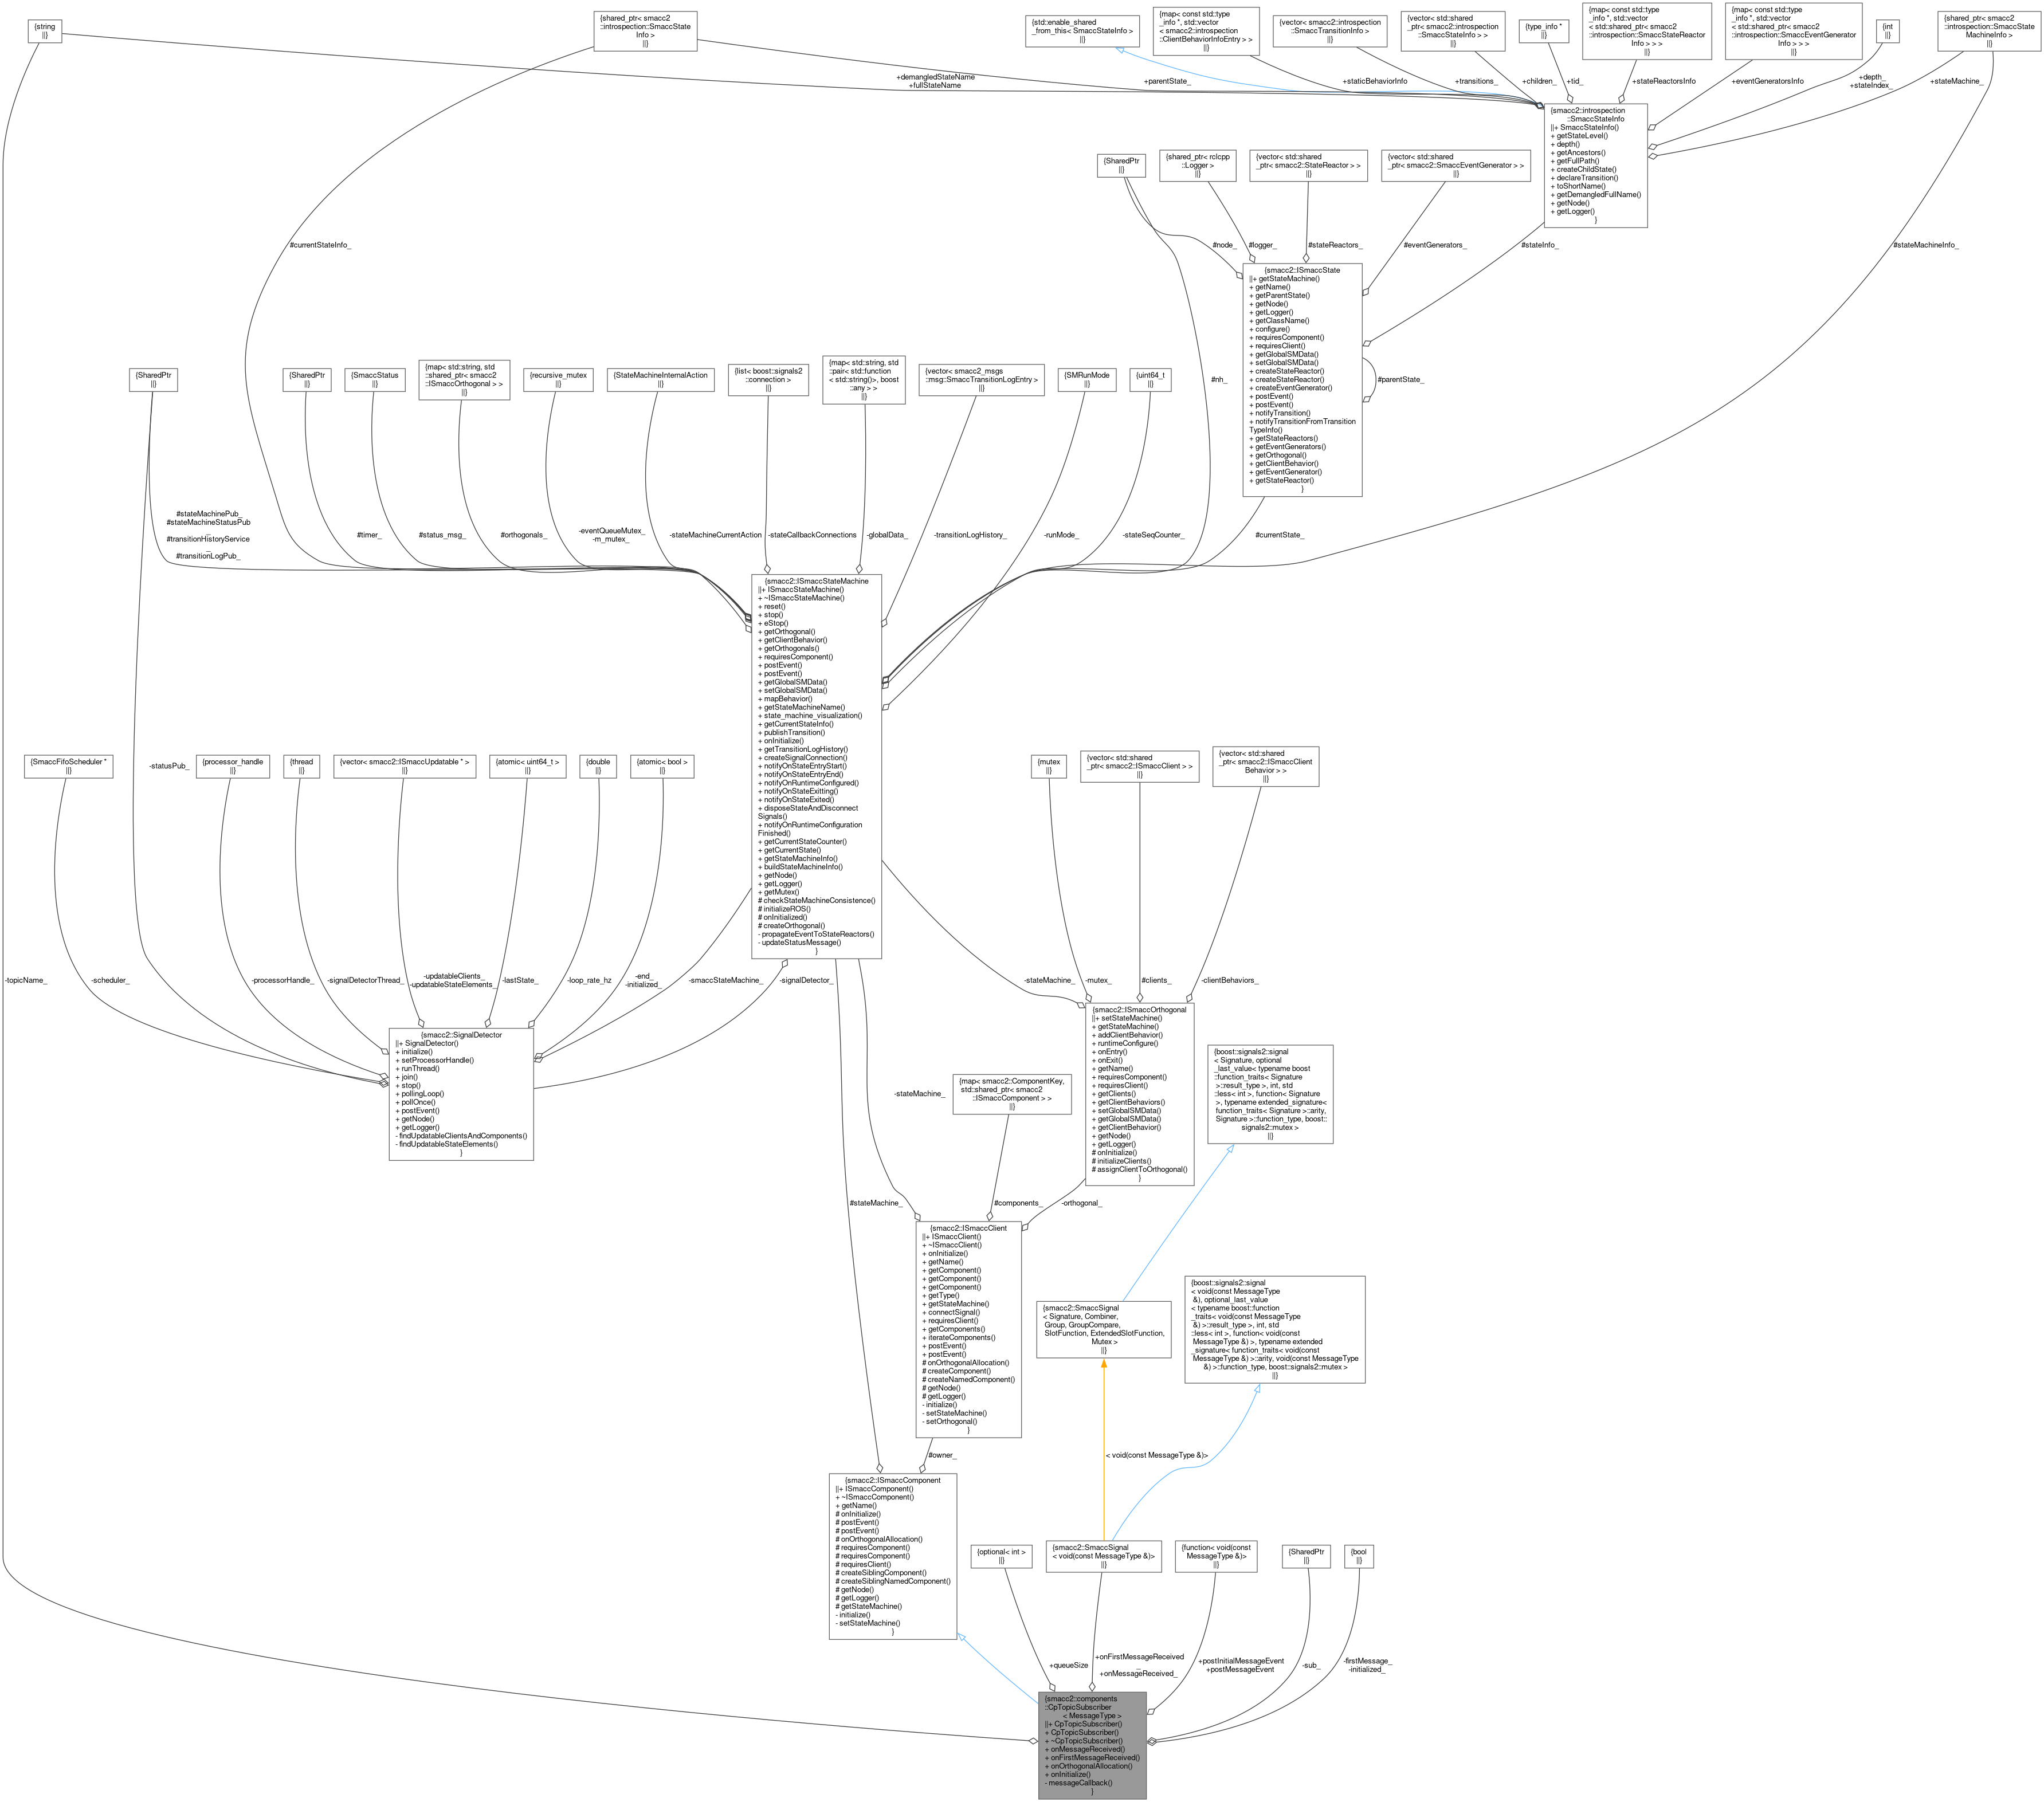 {string
||}
{shared_ptr< smacc2
::introspection::SmaccState
Info >
||}
{std::enable_shared
_from_this< SmaccStateInfo >
||}
{map< const std::type
_info *, std::vector
< smacc2::introspection
::ClientBehaviorInfoEntry > >
||}
{vector< smacc2::introspection
::SmaccTransitionInfo >
||}
{vector< std::shared
_ptr< smacc2::introspection
::SmaccStateInfo > >
||}
{type_info *
||}
{map< const std::type
_info *, std::vector
< std::shared_ptr< smacc2
::introspection::SmaccStateReactor
Info > > >
||}
{map< const std::type
_info *, std::vector
< std::shared_ptr< smacc2
::introspection::SmaccEventGenerator
Info > > >
||}
{int
||}
{shared_ptr< smacc2
::introspection::SmaccState
MachineInfo >
||}
+demangledStateName
+fullStateName
+parentState_
+staticBehaviorInfo
+transitions_
+children_
+tid_
+stateReactorsInfo
+eventGeneratorsInfo
+depth_
+stateIndex_
+stateMachine_
{smacc2::introspection
::SmaccStateInfo
||+ SmaccStateInfo()
+ getStateLevel()
+ depth()
+ getAncestors()
+ getFullPath()
+ createChildState()
+ declareTransition()
+ toShortName()
+ getDemangledFullName()
+ getNode()
+ getLogger()
}
{SharedPtr
||}
{shared_ptr< rclcpp
::Logger >
||}
{vector< std::shared
_ptr< smacc2::StateReactor > >
||}
{vector< std::shared
_ptr< smacc2::SmaccEventGenerator > >
||}
#currentStateInfo_
#node_
#logger_
#stateReactors_
#eventGenerators_
#stateInfo_
#stateMachineInfo_
{smacc2::ISmaccState
||+ getStateMachine()
+ getName()
+ getParentState()
+ getNode()
+ getLogger()
+ getClassName()
+ configure()
+ requiresComponent()
+ requiresClient()
+ getGlobalSMData()
+ setGlobalSMData()
+ createStateReactor()
+ createStateReactor()
+ createEventGenerator()
+ postEvent()
+ postEvent()
+ notifyTransition()
+ notifyTransitionFromTransition
TypeInfo()
+ getStateReactors()
+ getEventGenerators()
+ getOrthogonal()
+ getClientBehavior()
+ getEventGenerator()
+ getStateReactor()
}
#parentState_
#nh_
{SharedPtr
||}
{SharedPtr
||}
{SmaccStatus
||}
{map< std::string, std
::shared_ptr< smacc2
::ISmaccOrthogonal > >
||}
{recursive_mutex
||}
{StateMachineInternalAction
||}
{list< boost::signals2
::connection >
||}
{map< std::string, std
::pair< std::function
< std::string()>, boost
::any > >
||}
{vector< smacc2_msgs
::msg::SmaccTransitionLogEntry >
||}
{SMRunMode
||}
{uint64_t
||}
#stateMachinePub_
#stateMachineStatusPub
_
#transitionHistoryService
_
#transitionLogPub_
#timer_
#status_msg_
#orthogonals_
-eventQueueMutex_
-m_mutex_
-stateMachineCurrentAction
-stateCallbackConnections
-globalData_
-transitionLogHistory_
-runMode_
-stateSeqCounter_
#currentState_
{smacc2::ISmaccStateMachine
||+ ISmaccStateMachine()
+ ~ISmaccStateMachine()
+ reset()
+ stop()
+ eStop()
+ getOrthogonal()
+ getClientBehavior()
+ getOrthogonals()
+ requiresComponent()
+ postEvent()
+ postEvent()
+ getGlobalSMData()
+ setGlobalSMData()
+ mapBehavior()
+ getStateMachineName()
+ state_machine_visualization()
+ getCurrentStateInfo()
+ publishTransition()
+ onInitialize()
+ getTransitionLogHistory()
+ createSignalConnection()
+ notifyOnStateEntryStart()
+ notifyOnStateEntryEnd()
+ notifyOnRuntimeConfigured()
+ notifyOnStateExitting()
+ notifyOnStateExited()
+ disposeStateAndDisconnect
Signals()
+ notifyOnRuntimeConfiguration
Finished()
+ getCurrentStateCounter()
+ getCurrentState()
+ getStateMachineInfo()
+ buildStateMachineInfo()
+ getNode()
+ getLogger()
+ getMutex()
# checkStateMachineConsistence()
# initializeROS()
# onInitialized()
# createOrthogonal()
- propagateEventToStateReactors()
- updateStatusMessage()
}
{SmaccFifoScheduler *
||}
-statusPub_
{processor_handle
||}
{thread
||}
{vector< smacc2::ISmaccUpdatable * >
||}
{atomic< uint64_t >
||}
{double
||}
{atomic< bool >
||}
{mutex
||}
{vector< std::shared
_ptr< smacc2::ISmaccClient > >
||}
{vector< std::shared
_ptr< smacc2::ISmaccClient
Behavior > >
||}
-topicName_
-scheduler_
-processorHandle_
-signalDetectorThread_
-updatableClients_
-updatableStateElements_
-lastState_
-loop_rate_hz
-end_
-initialized_
-smaccStateMachine_
-signalDetector_
-stateMachine_
-mutex_
#clients_
-clientBehaviors_
{smacc2::SignalDetector
||+ SignalDetector()
+ initialize()
+ setProcessorHandle()
+ runThread()
+ join()
+ stop()
+ pollingLoop()
+ pollOnce()
+ postEvent()
+ getNode()
+ getLogger()
- findUpdatableClientsAndComponents()
- findUpdatableStateElements()
}
{smacc2::ISmaccOrthogonal
||+ setStateMachine()
+ getStateMachine()
+ addClientBehavior()
+ runtimeConfigure()
+ onEntry()
+ onExit()
+ getName()
+ requiresComponent()
+ requiresClient()
+ getClients()
+ getClientBehaviors()
+ setGlobalSMData()
+ getGlobalSMData()
+ getClientBehavior()
+ getNode()
+ getLogger()
# onInitialize()
# initializeClients()
# assignClientToOrthogonal()
}
{boost::signals2::signal
< Signature, optional
_last_value< typename boost
::function_traits< Signature
>::result_type >, int, std
::less< int >, function< Signature
>, typename extended_signature<
function_traits< Signature >::arity,
Signature >::function_type, boost::
signals2::mutex >
||}
-stateMachine_
{map< smacc2::ComponentKey,
std::shared_ptr< smacc2
::ISmaccComponent > >
||}
#stateMachine_
#components_
-orthogonal_
{smacc2::ISmaccClient
||+ ISmaccClient()
+ ~ISmaccClient()
+ onInitialize()
+ getName()
+ getComponent()
+ getComponent()
+ getComponent()
+ getType()
+ getStateMachine()
+ connectSignal()
+ requiresClient()
+ getComponents()
+ iterateComponents()
+ postEvent()
+ postEvent()
# onOrthogonalAllocation()
# createComponent()
# createNamedComponent()
# getNode()
# getLogger()
- initialize()
- setStateMachine()
- setOrthogonal()
}
{smacc2::SmaccSignal
< Signature, Combiner,
Group, GroupCompare,
SlotFunction, ExtendedSlotFunction,
Mutex >
||}
{boost::signals2::signal
< void(const MessageType
&), optional_last_value
< typename boost::function
_traits< void(const MessageType
&) >::result_type >, int, std
::less< int >, function< void(const
MessageType &) >, typename extended
_signature< function_traits< void(const
MessageType &) >::arity, void(const MessageType
&) >::function_type, boost::signals2::mutex >
||}
#owner_
< void(const MessageType &)>
{smacc2::ISmaccComponent
||+ ISmaccComponent()
+ ~ISmaccComponent()
+ getName()
# onInitialize()
# postEvent()
# postEvent()
# onOrthogonalAllocation()
# requiresComponent()
# requiresComponent()
# requiresClient()
# createSiblingComponent()
# createSiblingNamedComponent()
# getNode()
# getLogger()
# getStateMachine()
- initialize()
- setStateMachine()
}
{optional< int >
||}
{smacc2::SmaccSignal
< void(const MessageType &)>
||}
{function< void(const
MessageType &)>
||}
{SharedPtr
||}
{bool
||}
+queueSize
+onFirstMessageReceived
_
+onMessageReceived_
+postInitialMessageEvent
+postMessageEvent
-sub_
-firstMessage_
-initialized_
{smacc2::components
::CpTopicSubscriber
< MessageType >
||+ CpTopicSubscriber()
+ CpTopicSubscriber()
+ ~CpTopicSubscriber()
+ onMessageReceived()
+ onFirstMessageReceived()
+ onOrthogonalAllocation()
+ onInitialize()
- messageCallback()
}